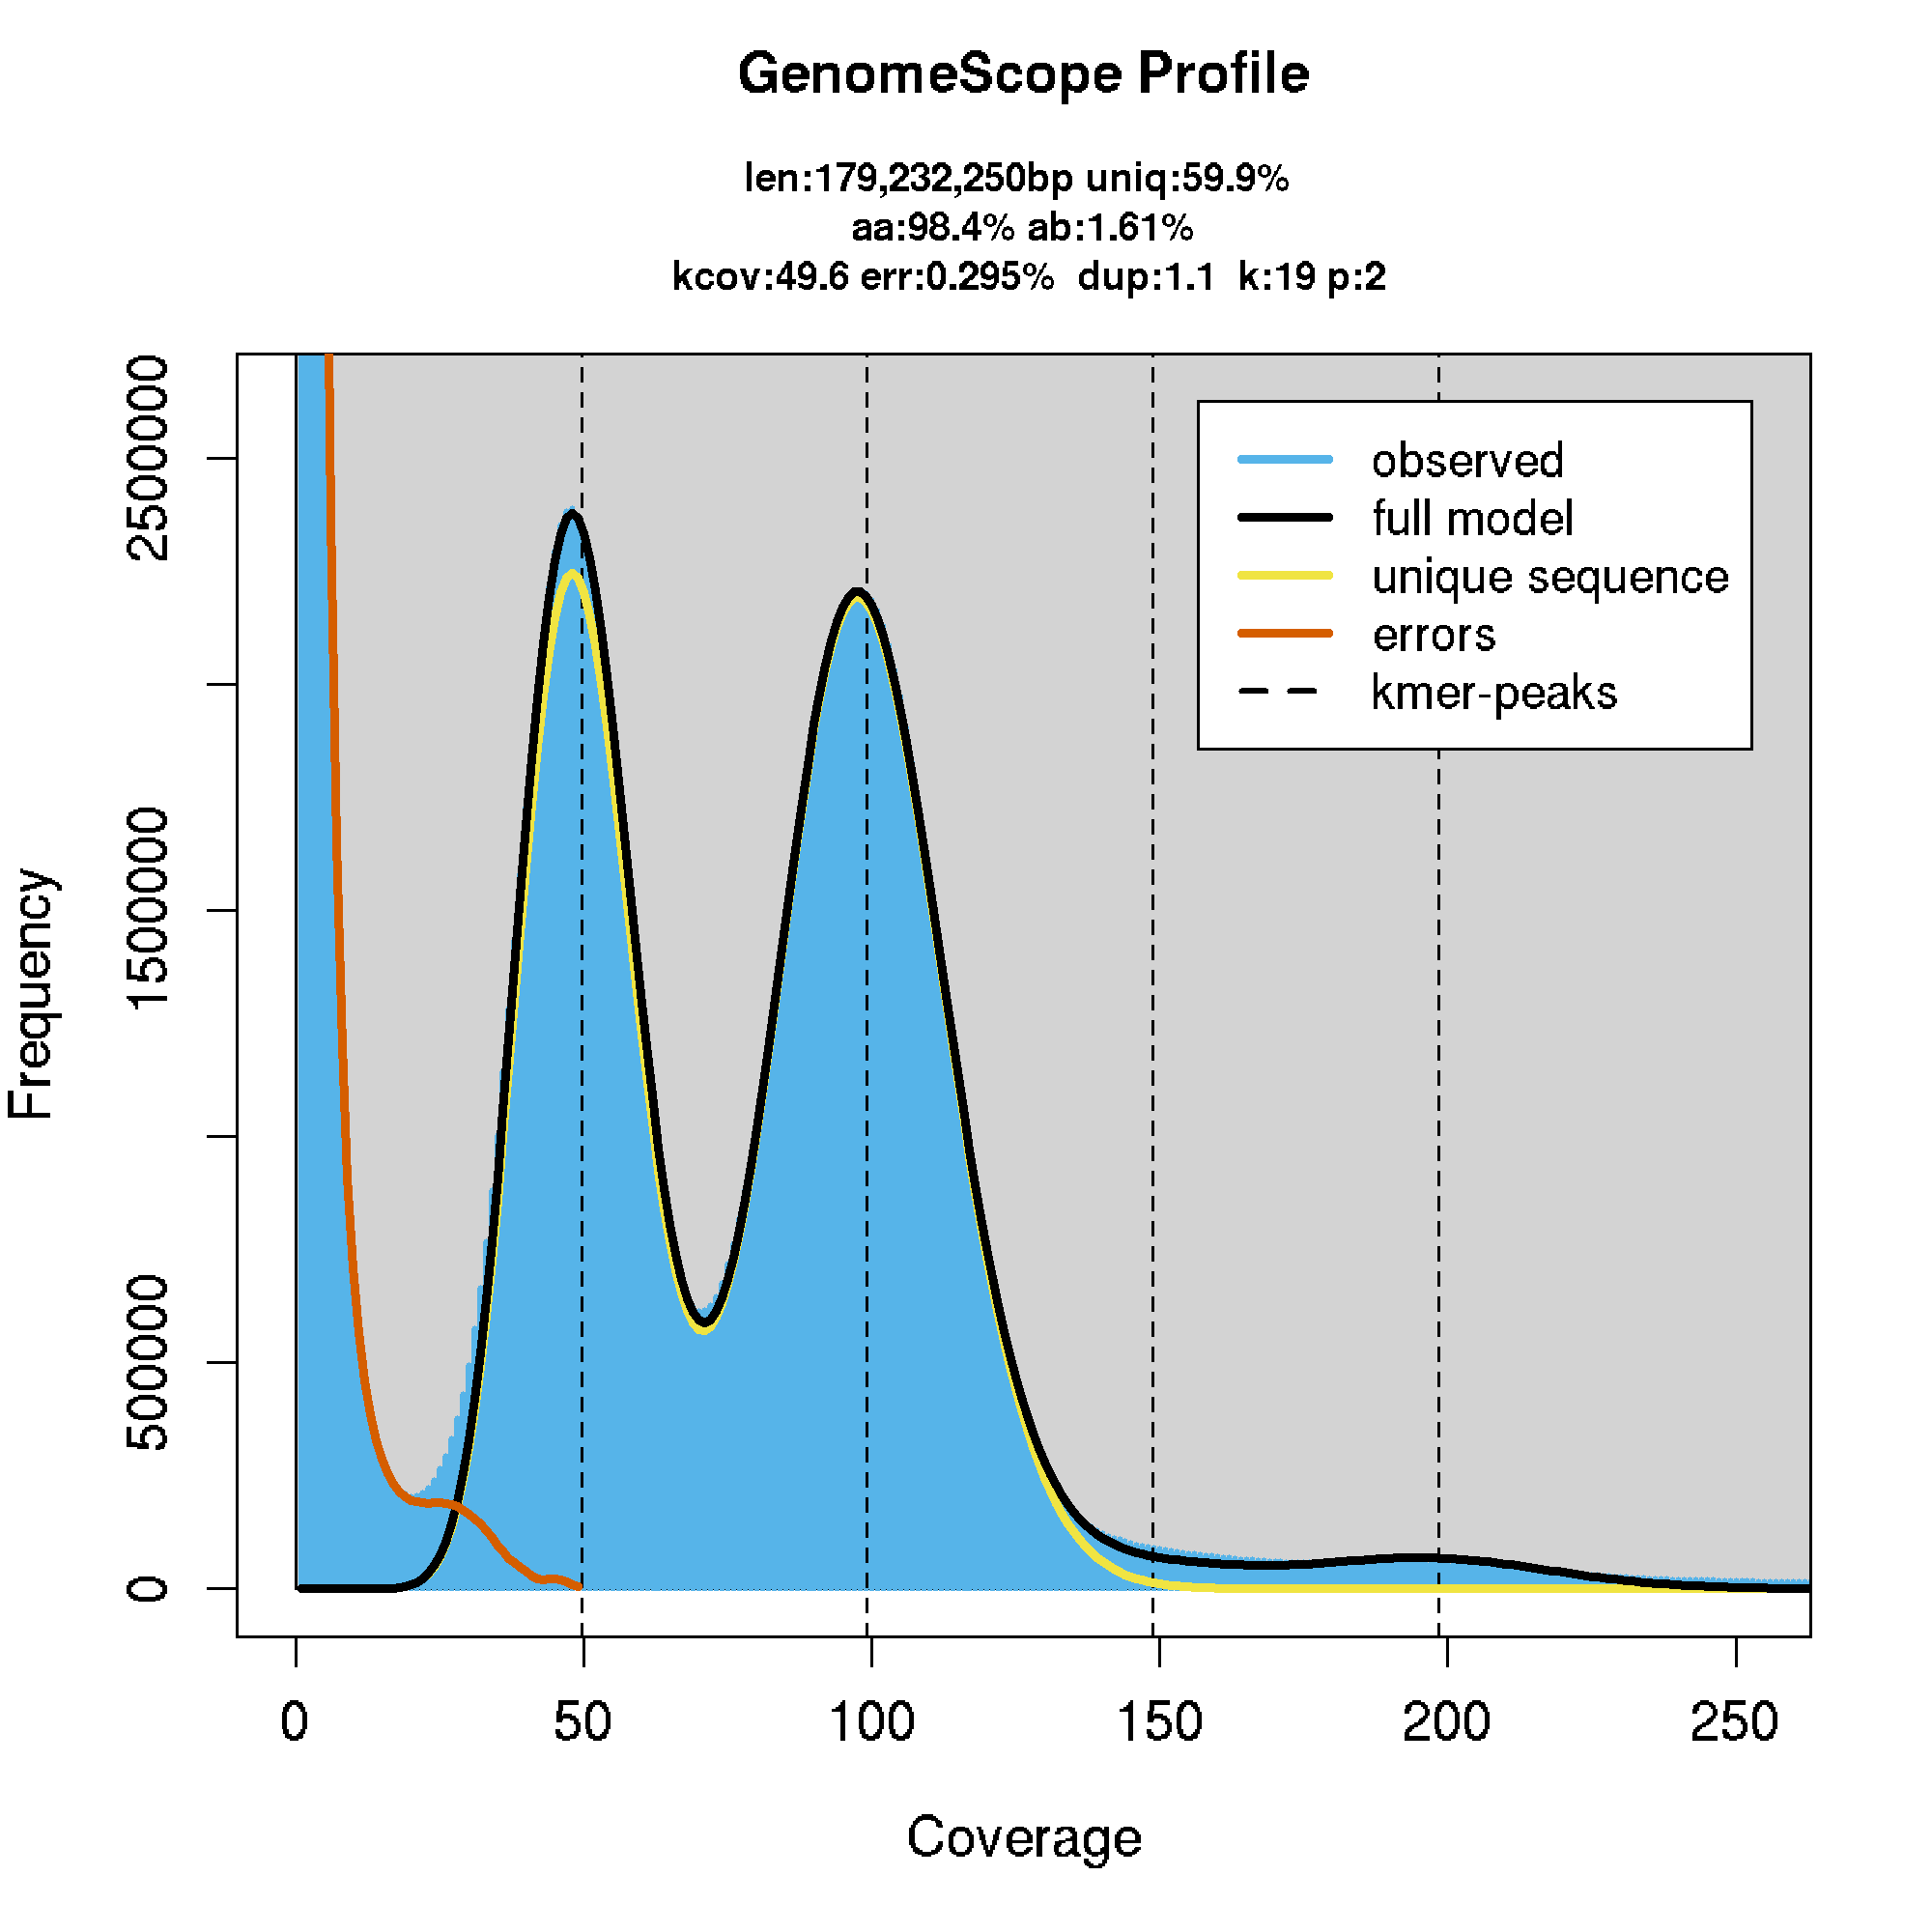 GenomeScope Profile
len:179,232,250bp uniq:59.9%
aa:98.4% ab:1.61%
kcov:49.6 err:0.295%  dup:1.1  k:19 p:2
observed
full model
unique sequence
errors
kmer-peaks
Frequency
2500000
1500000
500000
0
0 50 100 150 200 250
Coverage